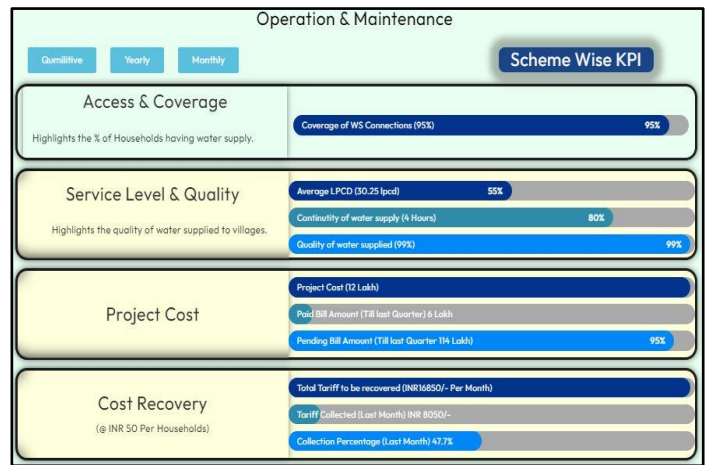 Operation & Maintenance
Qumilitive
Yearly
Monthly
Scheme Wise KPI
Access & Coverage
Highlights the % of Households having water supply.
Coverage of WS Connections (95%) 95%
Service Level & Quality
Highlights the quality of water supplied to villages.
Average LPCD (30.25 lpcd) 55%
Continutity of water supply (4 Hours) 80%
Quality of water supplied (99%) 99%
Project Cost
Project Cost (12 Lakh)
Paid Bill Amount (Till last Quarter) 6 Lakh
Pending Bill Amount (Till last Quarter 114 Lakh) 95%
Cost Recovery
(@ INR 50 Per Households)
Total Tariff to be recovered (INR16850/- Per Month)
Tariff Collected (Last Month) INR 8050/-
Collection Percentage (Last Month) 47.7%